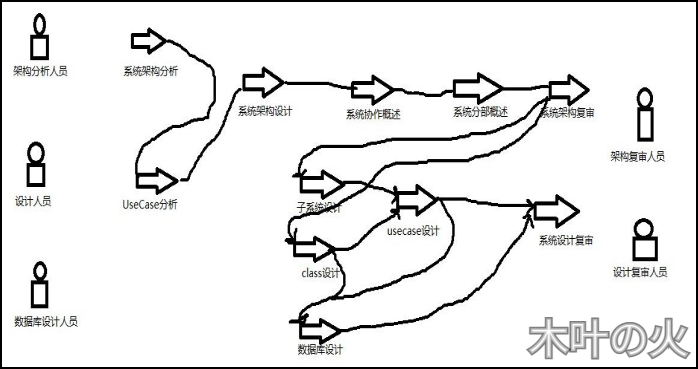 架构分析人员
系统架构分析
系统架构设计
系统协作概述
系统分部概述
系统架构复审
架构复审人员
设计人员
UseCase分析
子系统设计
usecase设计
系统设计复审
class设计
设计复审人员
数据库设计人员
数据库设计
木叶の火